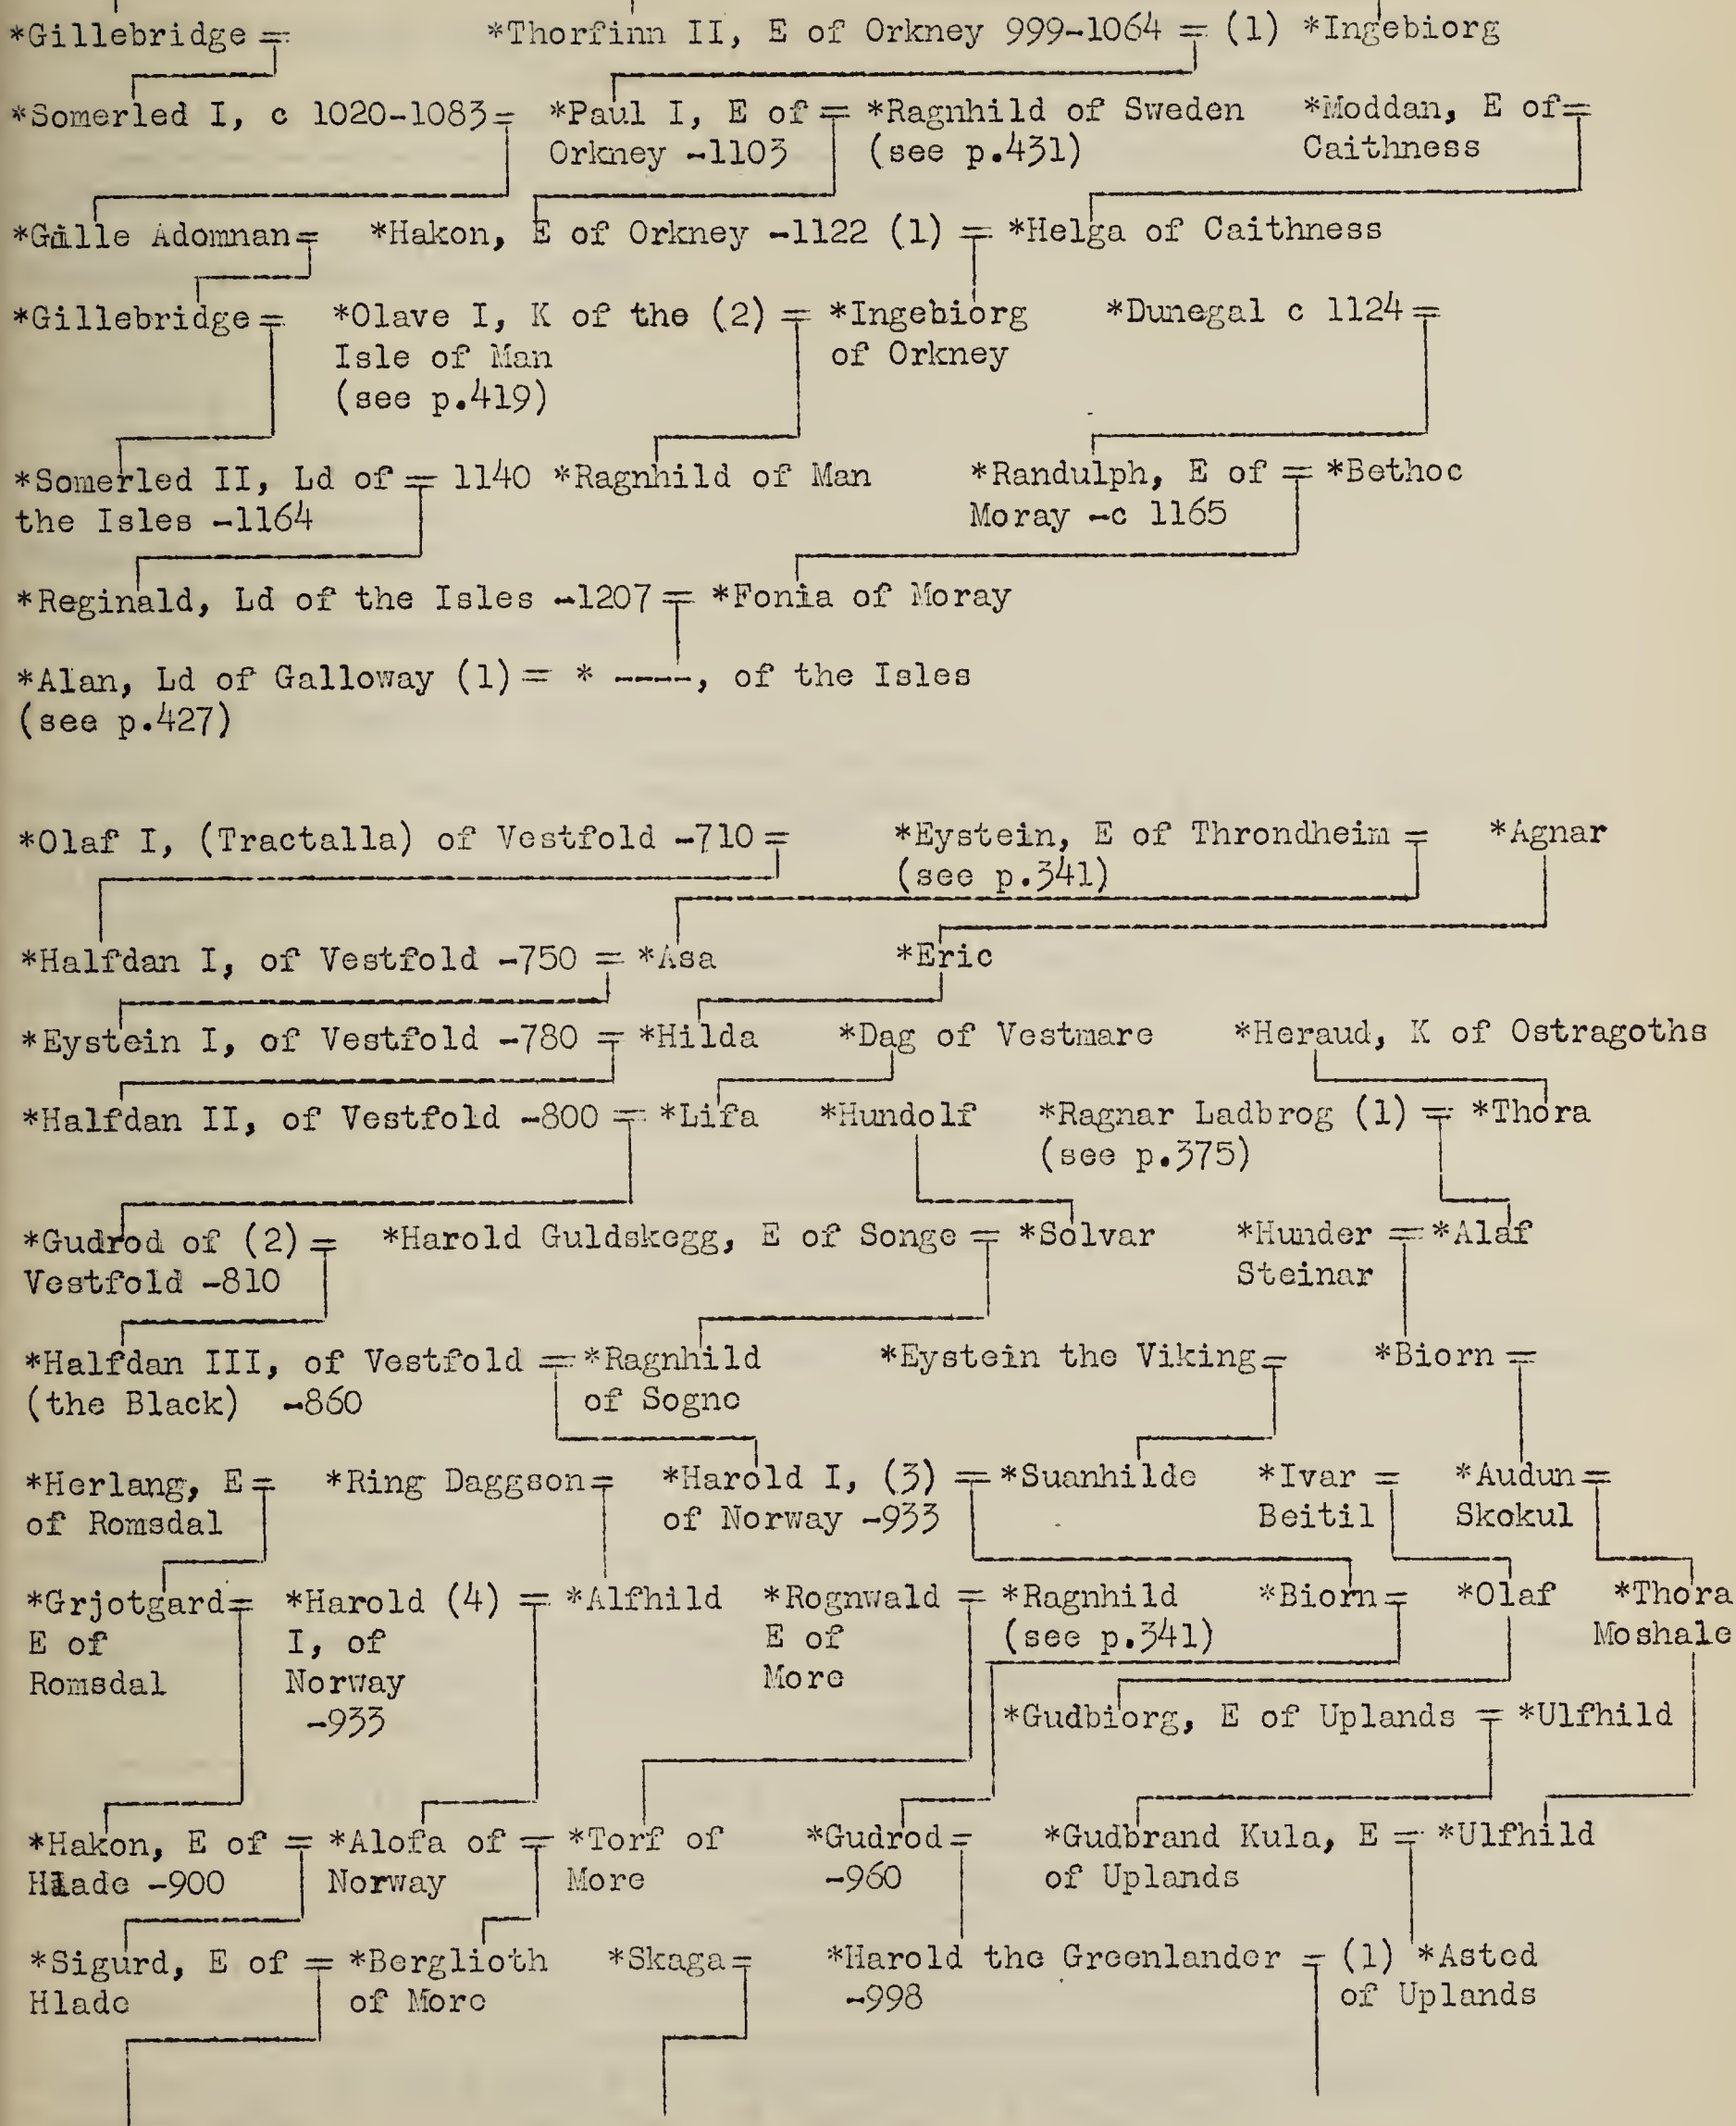 *Gillebridge = *Thorfinn II, E of Orkney 999-1064 = (1) *Ingebiorg
*Somerled I, c 1020-1083 = *Paul I, E of = *Ragnhild of Sweden *Moddan, E of =
Orkney -1103 (see p.431) Caithness
*Gille Adomnan = *Hakon, E of Orkney -1122 (1) = *Helga of Caithness
*Gillebridge = *Olave I, K of the (2) = *Ingebiorg *Dunegal c 1124 =
Isle of Man of Orkney
(see p.419)
*Somerled II, Ld of = 1140 *Ragnhild of Man *Randulph, E of = *Bethoc
the Isles -1164 Moray -c 1165
*Reginald, Ld of the Isles -1207 = *Fonia of Moray
*Alan, Ld of Galloway (1) = * ----, of the Isles
(see p.427)
*Olaf I, (Tractalla) of Vestfold -710 = *Eystein, E of Throndheim = *Agnar
(see p.341)
*Halfdan I, of Vestfold -750 = *Asa *Eric
*Eystein I, of Vestfold -780 = *Hilda *Dag of Vestmare *Heraud, K of Ostragoths
*Halfdan II, of Vestfold -800 = *Lifa *Hundolf *Ragnar Ladbrog (1) = *Thora
(see p.375)
*Gudrod of (2) = *Harold Guldskegg, E of Songe = *Solvar *Hunder = *Alaf
Vestfold -810 Steinar
*Halfdan III, of Vestfold = *Ragnhild *Eystein the Viking = *Biorn =
(the Black) -860 of Sogne
*Herlang, E = *Ring Daggson = *Harold I, (3) = *Suanhilde *Ivar = *Audun =
of Romsdal of Norway -933 Beitil Skokul
*Grjotgard = *Harold (4) = *Alfhild *Rognwald = *Ragnhild *Biorn = *Olaf *Thora
E of I, of E of (see p.341) Moshale
Romsdal Norway More
-933 *Gudbiorg, E of Uplands = *Ulfhild
*Hakon, E of = *Alofa of = *Torf of *Gudrod = *Gudbrand Kula, E = *Ulfhild
Hlade -900 Norway More -960 of Uplands
*Sigurd, E of = *Berglioth *Skaga = *Harold the Greenlander = (1) *Asted
Hlade of More -998 of Uplands